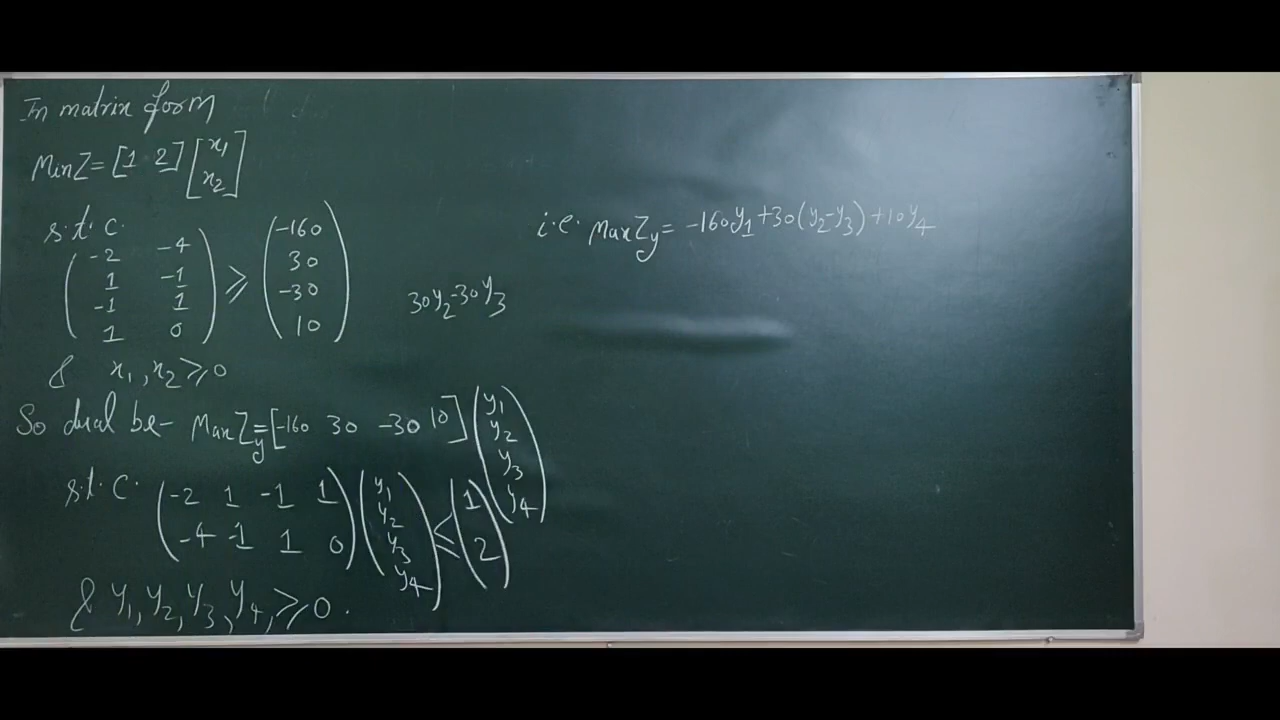 In matrix form
Min Z = [1 2] [x1 x2]
s.t.c.
(-2 -4
1 -1
-1 1
1 0) ≥ (-160
30
-30
10)
& x1, x2 ≥ 0
So dual be- Max Zy = [-160 30 -30 10] (y1 y2 y3 y4)
s.t.c. (-2 1 -1 1
-4 -1 1 0) (y1 y2 y3 y4) ≤ (1 2)
& y1, y2, y3, y4, ≥ 0.
30y2-30y3
i.e. Max Zy = -160y1+30(y2-y3)+10y4